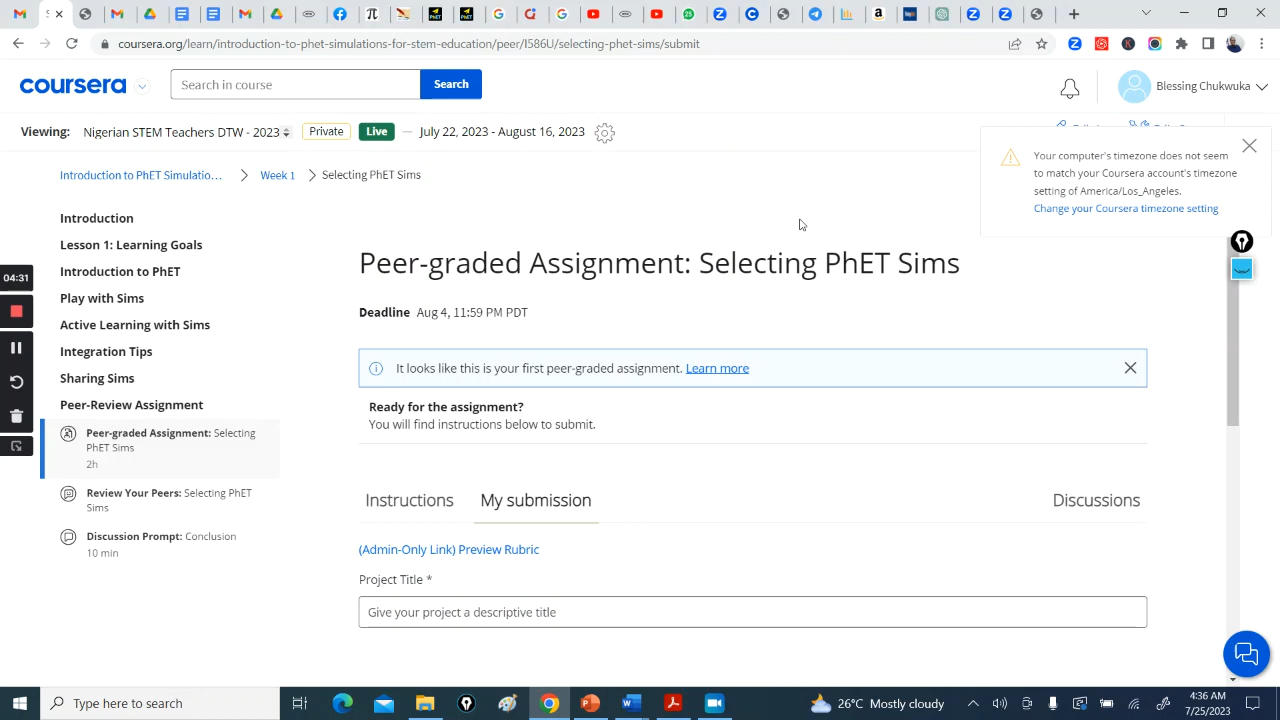 coursera.org/learn/introduction-to-phet-simulations-for-stem-education/peer/t58GU/selecting-phet-sims/submit
coursera
Search in course
Search
Blessing Chukwuka
Viewing:
Nigerian STEM Teachers DTW - 2023
Private
Live
July 22, 2023 - August 16, 2023
Your computer's timezone does not seem
to match your Coursera account's timezone
setting of America/Los_Angeles.
Change your Coursera timezone setting
Introduction to PhET Simulatio...
Week 1
Selecting PhET Sims
Introduction
Lesson 1: Learning Goals
Introduction to PhET
Play with Sims
Active Learning with Sims
Integration Tips
Sharing Sims
Peer-Review Assignment
Peer-graded Assignment: Selecting
PhET Sims
2h
Review Your Peers: Selecting PhET
Sims
Discussion Prompt: Conclusion
10 min
04:31
Peer-graded Assignment: Selecting PhET Sims
Deadline Aug 4, 11:59 PM PDT
It looks like this is your first peer-graded assignment. Learn more
Ready for the assignment?
You will find instructions below to submit.
Instructions
My submission
Discussions
(Admin-Only Link) Preview Rubric
Project Title *
Give your project a descriptive title
Type here to search
26°C Mostly cloudy
4:36 AM
7/25/2023